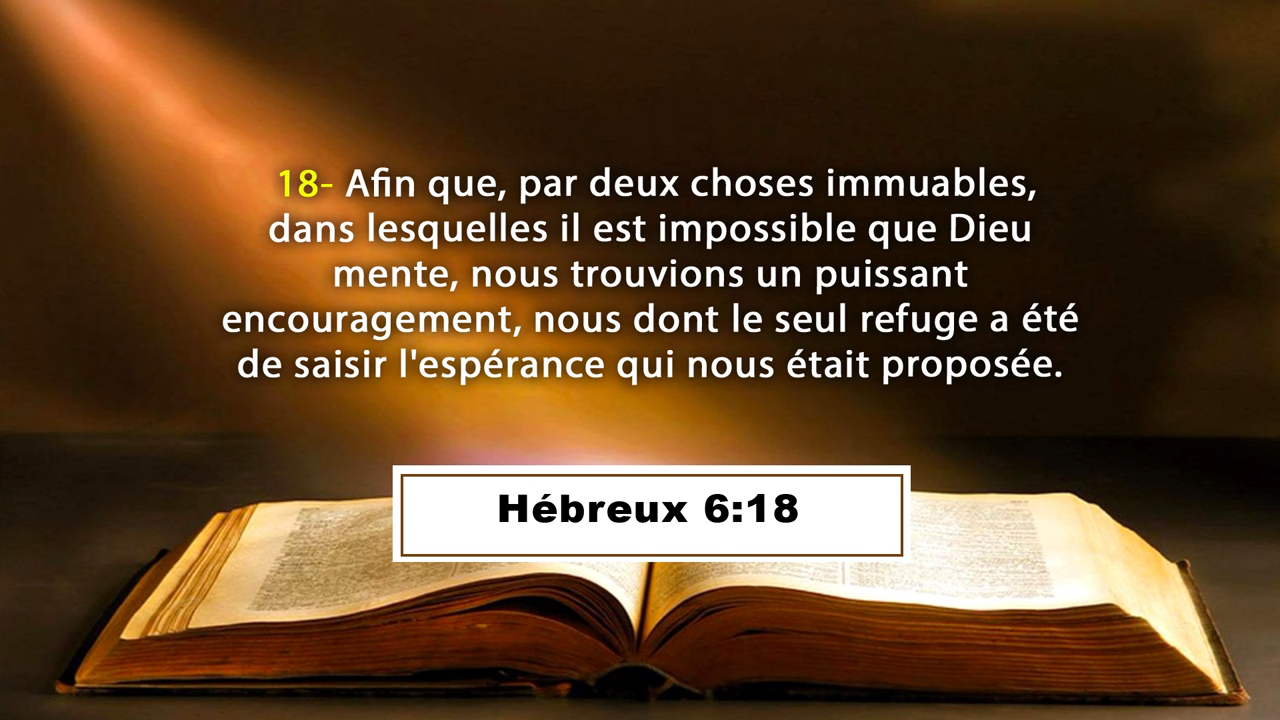 18- Afin que, par deux choses immuables,
dans lesquelles il est impossible que Dieu
mente, nous trouvions un puissant
encouragement, nous dont le seul refuge a été
de saisir l'espérance qui nous était proposée.
Hébreux 6:18